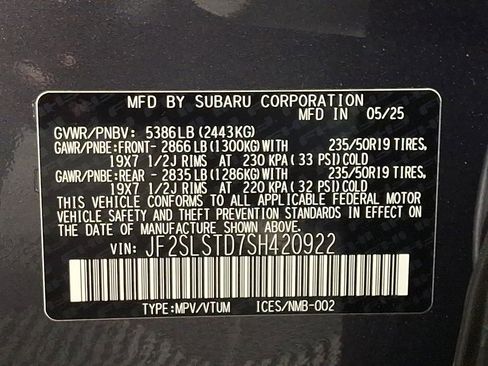 MFD BY SUBARU CORPORATION
MFD IN 05/25
GVWR/PNBV: 5386LB (2443KG)
GAWR/PNBE:FRONT- 2866LB (1300KG)WITH 235/50R19 TIRES,
19X7 1/2J RIMS AT 230 KPA (33 PSI)COLD
GAWR/PNBE:REAR - 2835LB (1286KG)WITH 235/50R19 TIRES,
19X7 1/2J RIMS AT 220 KPA (32 PSI)COLD
THIS VEHICLE CONFORMS TO ALL APPLICABLE FEDERAL MOTOR
VEHICLE SAFETY AND THEFT PREVENTION STANDARDS IN EFFECT ON
THE DATE OF MANUFACTURE SHOWN ABOVE.
VIN: JF2SLSTD7SH420922
TYPE:MPV/VTUM ICES/NMB-002